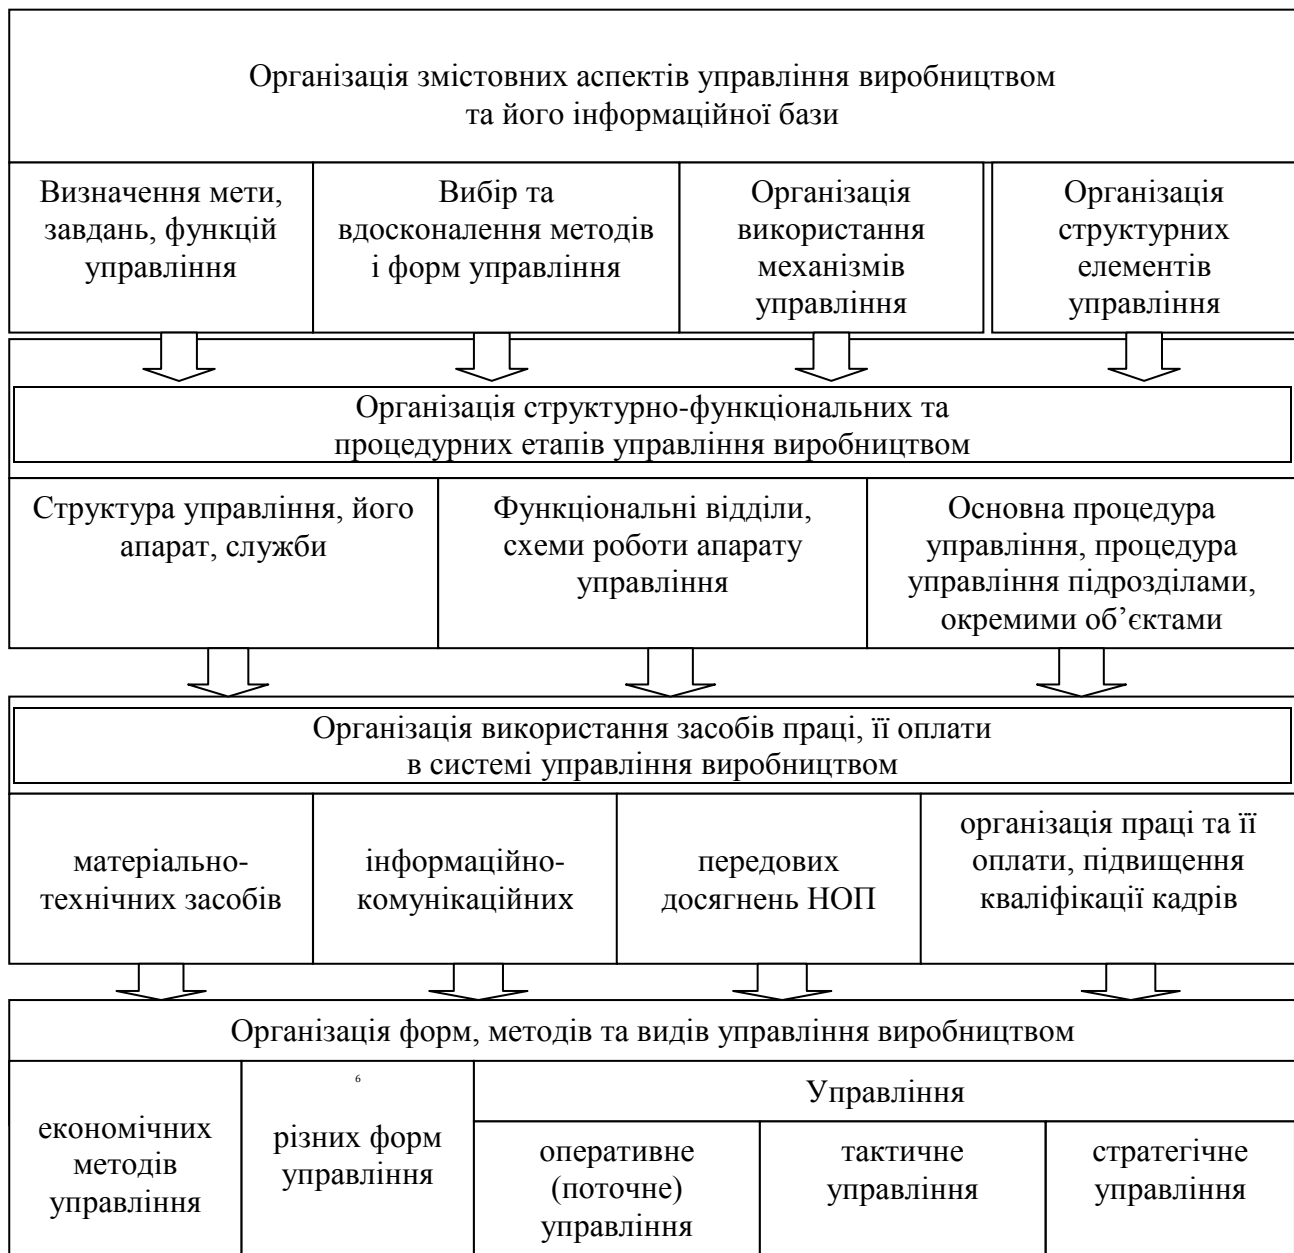 Організація змістовних аспектів управління виробництвом
та його інформаційної бази
Визначення мети,
завдань, функцій
управління
Вибір та
вдосконалення методів
і форм управління
Організація
використання
механізмів
управління
Організація
структурних
елементів
управління
Організація структурно-функціональних та
процедурних етапів управління виробництвом
Структура управління, його
апарат, служби
Функціональні відділи,
схеми роботи апарату
управління
Основна процедура
управління, процедура
управління підрозділами,
окремими об’єктами
Організація використання засобів праці, її оплати
в системі управління виробництвом
матеріально-
технічних засобів
інформаційно-
комунікаційних
передових
досягнень НОП
організація праці та її
оплати, підвищення
кваліфікації кадрів
Організація форм, методів та видів управління виробництвом
економічних
методів
управління
6
різних форм
управління
Управління
оперативне
(поточне)
управління
тактичне
управління
стратегічне
управління